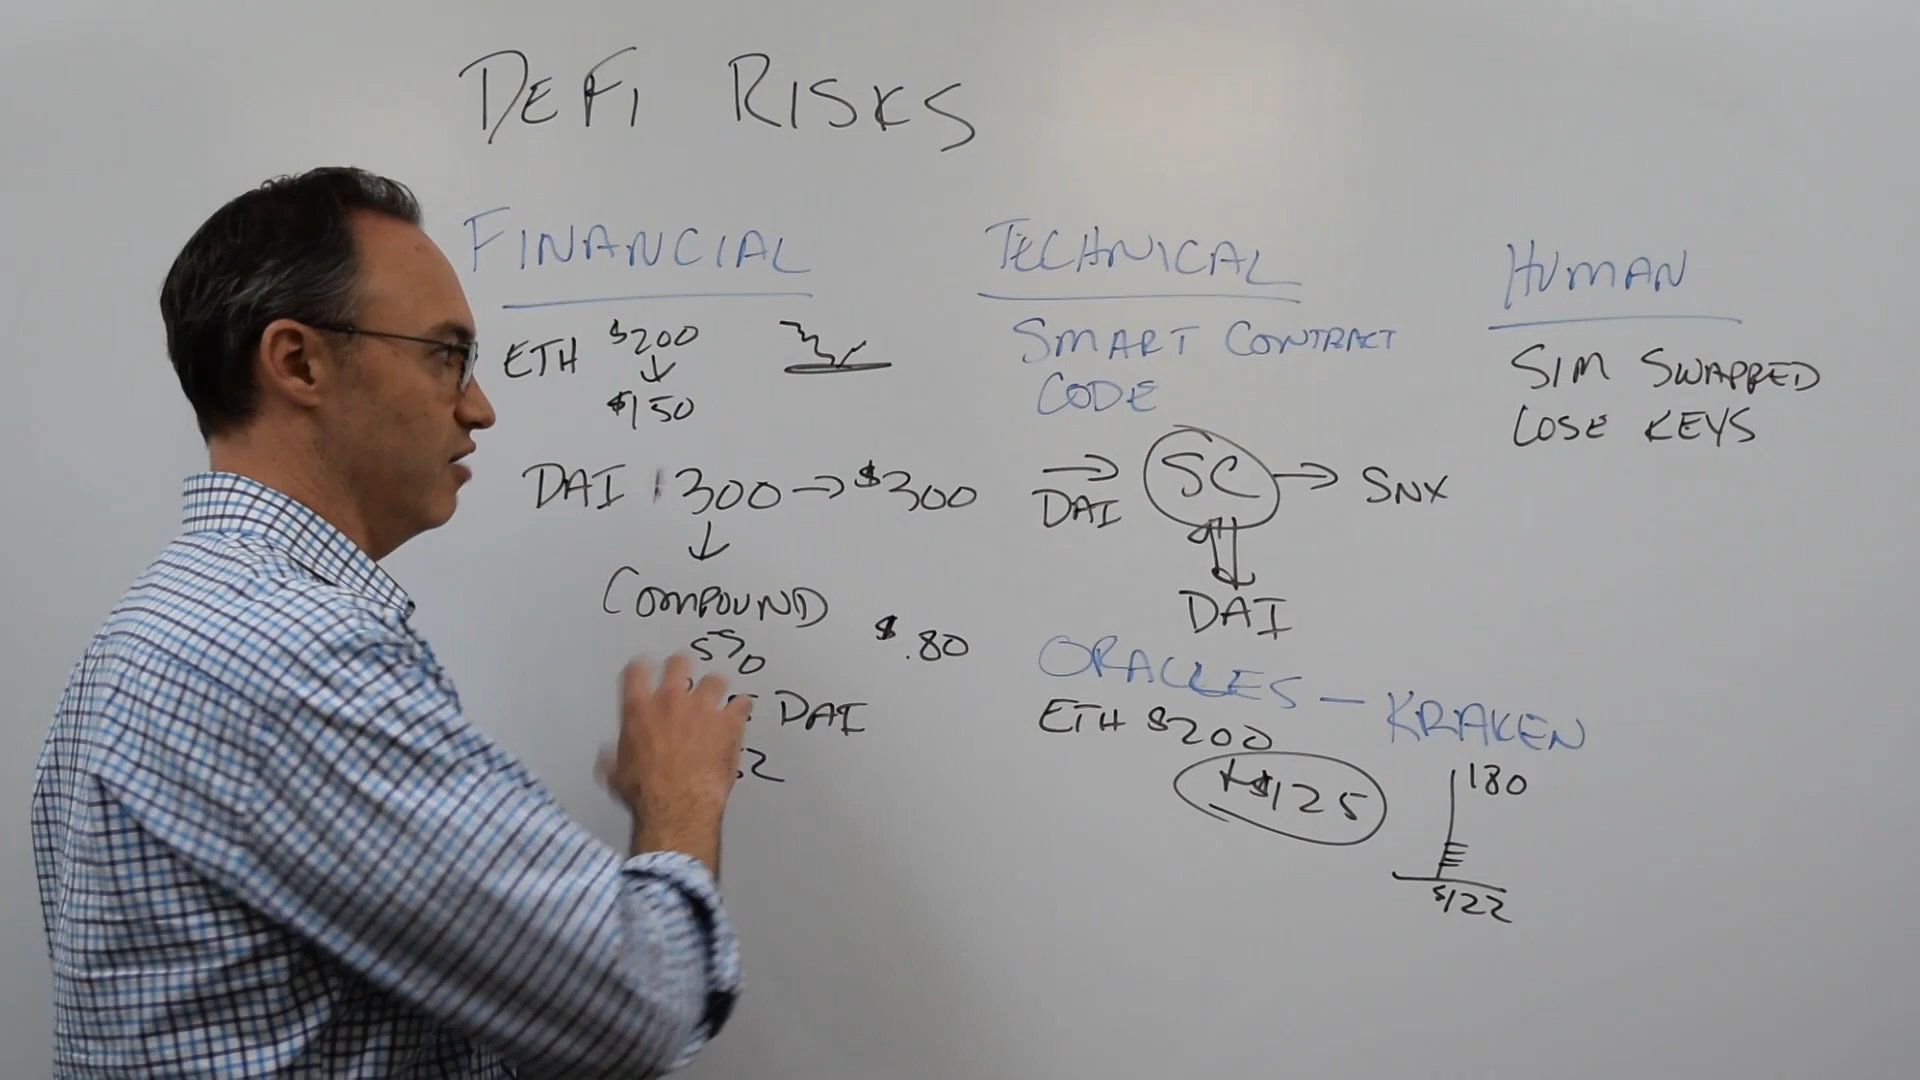 DEFI RISKS
FINANCIAL
ETH $200
$150
DAI 300 → $300
COMPOUND
5%
$.80
DAI
TECHNICAL
SMART CONTRACT
CODE
→ SC → SNX
DAI
DAI
ORACLES - KRAKEN
ETH $200
$125
180
$122
HUMAN
SIM SWAPPED
LOSE KEYS